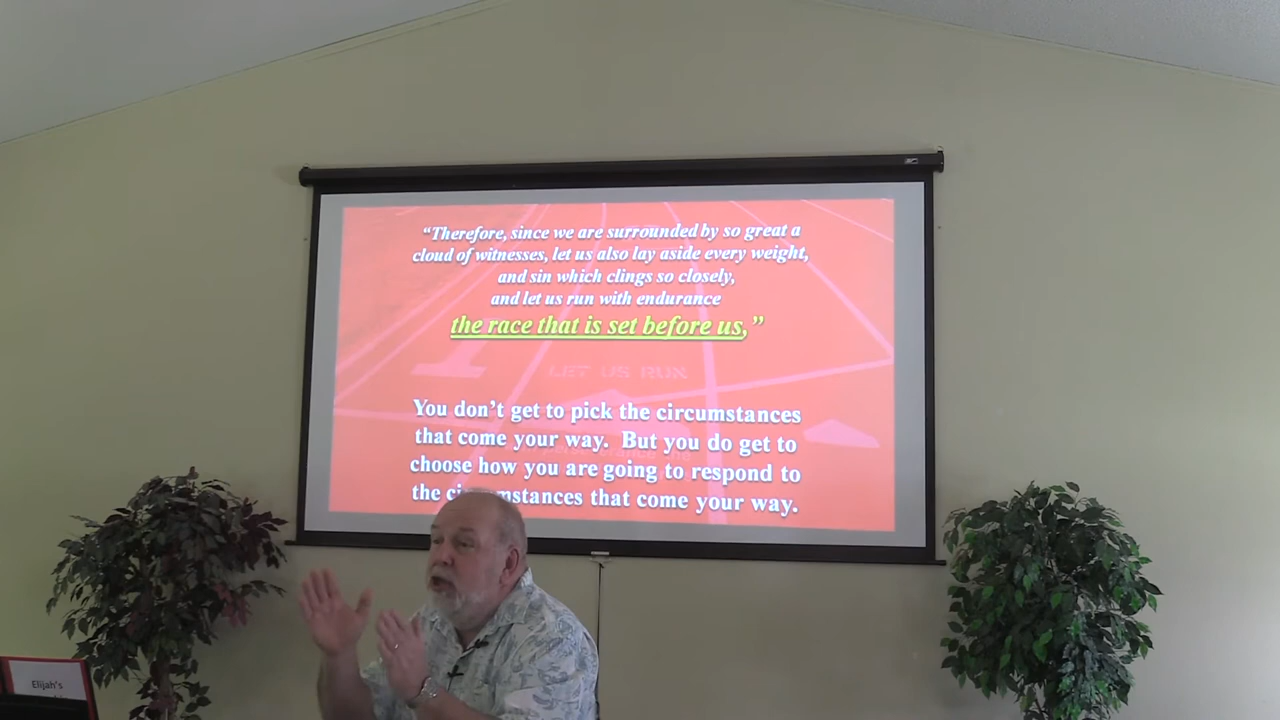 “Therefore, since we are surrounded by so great a
cloud of witnesses, let us also lay aside every weight,
and sin which clings so closely,
and let us run with endurance
the race that is set before us,”
LET US RUN
You don’t get to pick the circumstances
that come your way. But you do get to
choose how you are going to respond to
the circumstances that come your way.
Elijah's